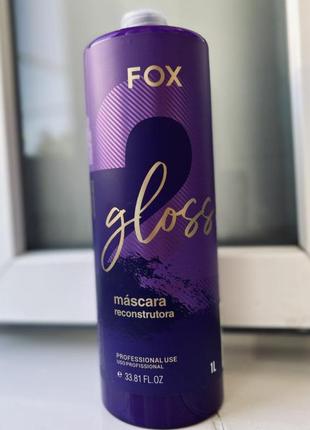 FOX
2
gloss
máscara
reconstrutora
PROFESSIONAL USE
USO PROFISSIONAL
e 33.81 FL.OZ
1L